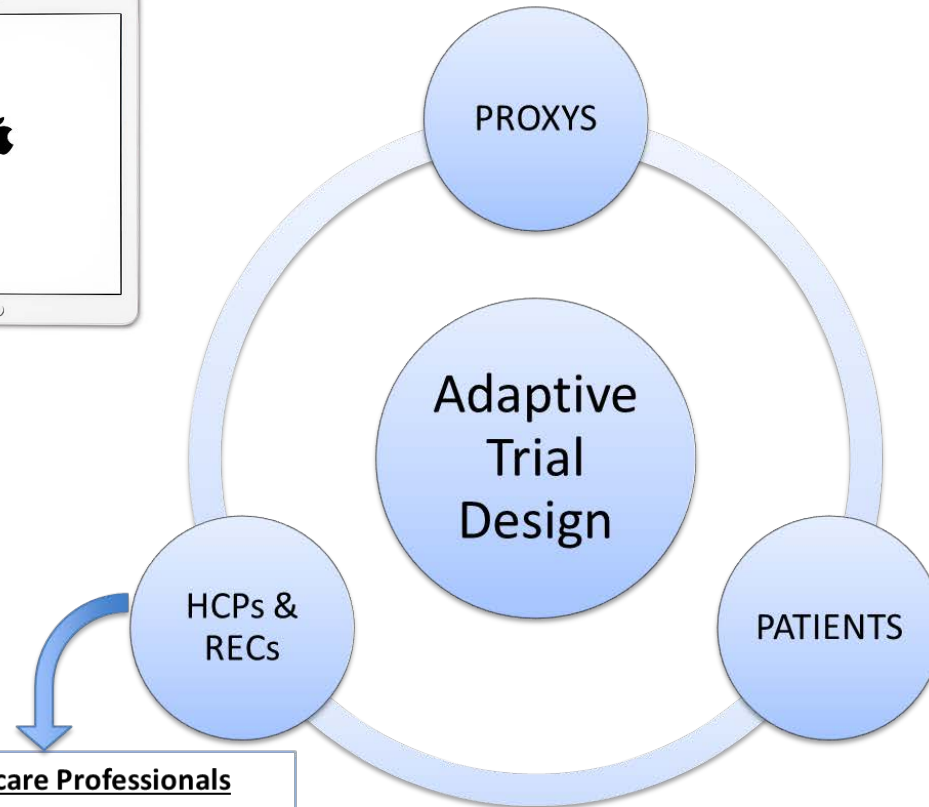 PROXYS
Adaptive
Trial
Design
HCPs &
RECs
PATIENTS
care Professionals